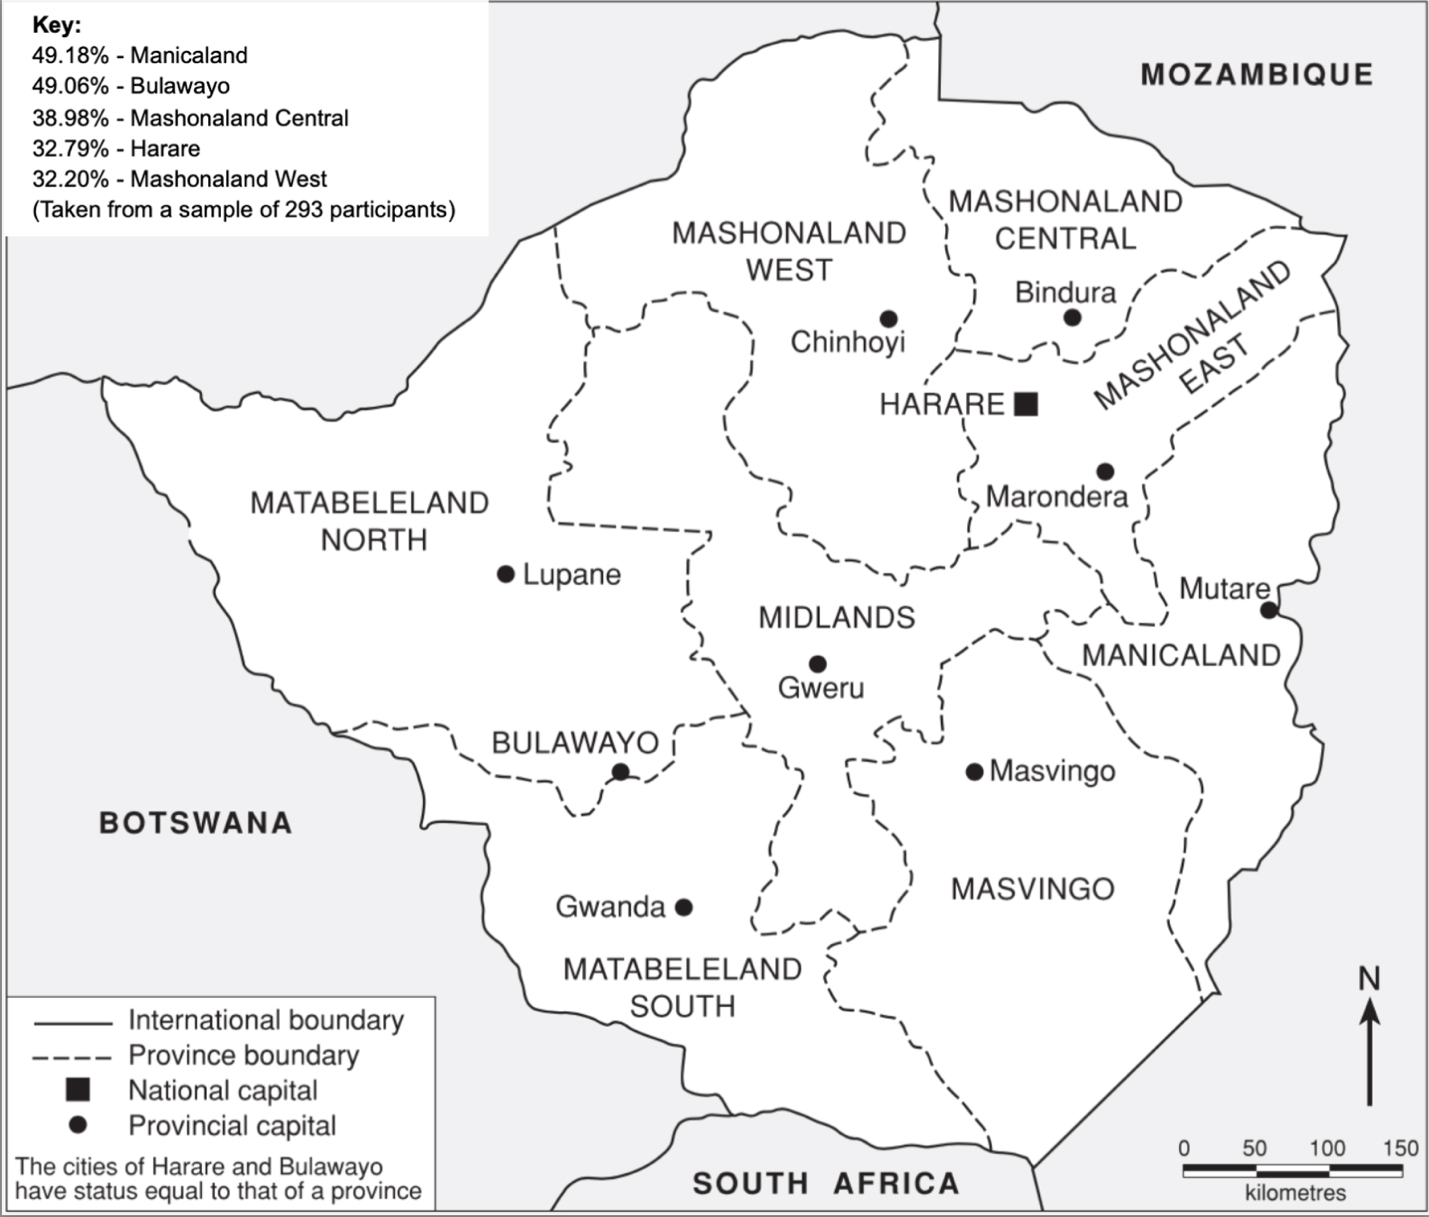 Key:
49.18% - Manicaland
49.06% - Bulawayo
38.98% - Mashonaland Central
32.79% - Harare
32.20% - Mashonaland West
(Taken from a sample of 293 participants)
MOZAMBIQUE
MASHONALAND
CENTRAL
MASHONALAND
WEST
Bindura
Chinhoyi
MASHONALAND
EAST
HARARE
Marondera
MATABELELAND
NORTH
Lupane
Mutare
MIDLANDS
MANICALAND
Gweru
BULAWAYO
Masvingo
BOTSWANA
MASVINGO
Gwanda
MATABELELAND
SOUTH
N
International boundary
Province boundary
National capital
Provincial capital
The cities of Harare and Bulawayo
have status equal to that of a province
0 50 100 150
kilometres
SOUTH AFRICA